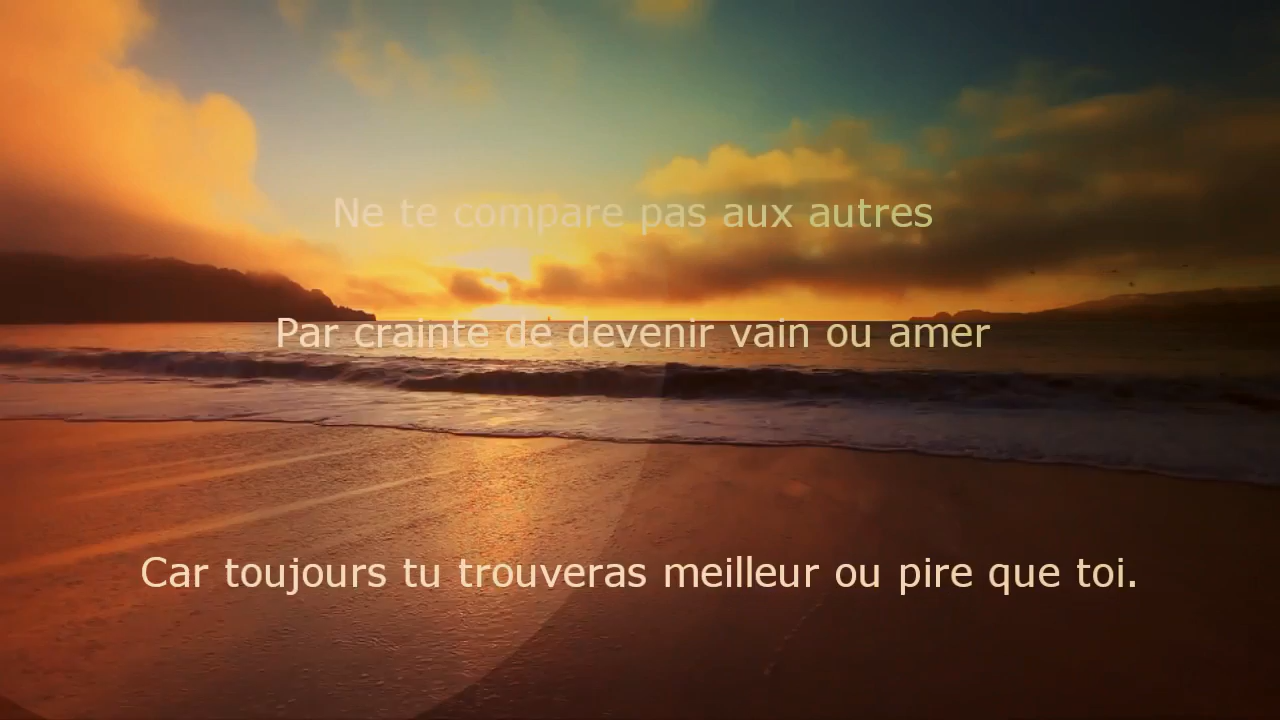 Ne te compare pas aux autres
Par crainte de devenir vain ou amer
Car toujours tu trouveras meilleur ou pire que toi.